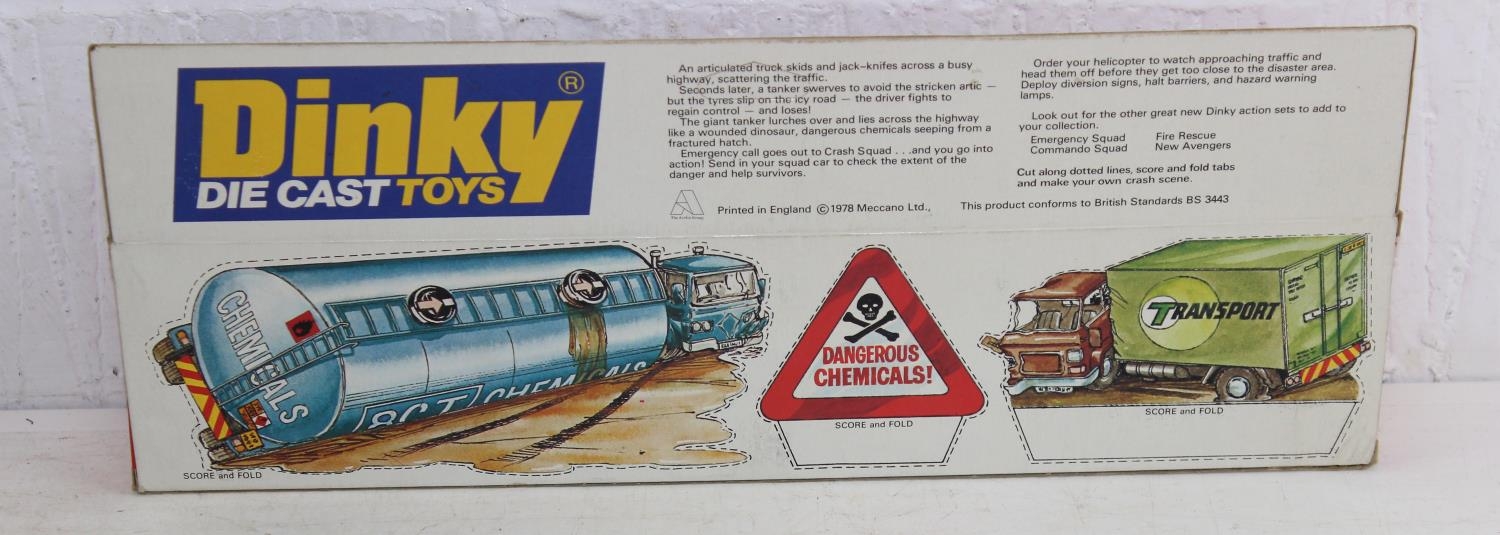 Dinky®
DIE CAST TOYS
An articulated truck skids and jack-knifes across a busy
highway, scattering the traffic.
Seconds later, a tanker swerves to avoid the stricken artic —
but the tyres slip on the icy road — the driver fights to
regain control — and loses!
The giant tanker lurches over and lies across the highway
like a wounded dinosaur, dangerous chemicals seeping from a
fractured hatch.
Emergency call goes out to Crash Squad . . .and you go into
action! Send in your squad car to check the extent of the
danger and help survivors.
Printed in England © 1978 Meccano Ltd.,
Order your helicopter to watch approaching traffic and
head them off before they get too close to the disaster area.
Deploy diversion signs, halt barriers, and hazard warning
lamps.
Look out for the other great new Dinky action sets to add to
your collection.
Emergency Squad Fire Rescue
Commando Squad New Avengers
Cut along dotted lines, score and fold tabs
and make your own crash scene.
This product conforms to British Standards BS 3443
CHEMICALS
CHEMICALS
SCORE and FOLD
DANGEROUS
CHEMICALS!
SCORE and FOLD
TRANSPORT
SCORE and FOLD